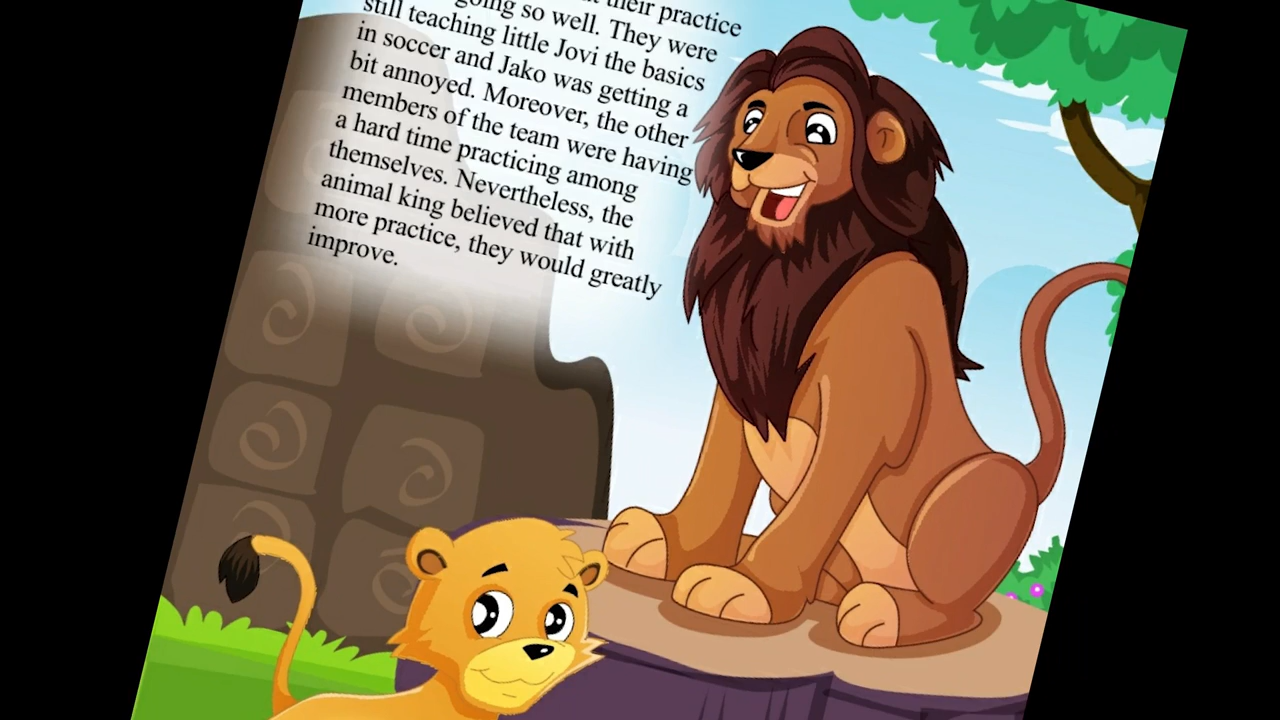 their practice
going so well. They were
still teaching little Jovi the basics
in soccer and Jako was getting a
bit annoyed. Moreover, the other
members of the team were having
a hard time practicing among
themselves. Nevertheless, the
animal king believed that with
more practice, they would greatly
improve.